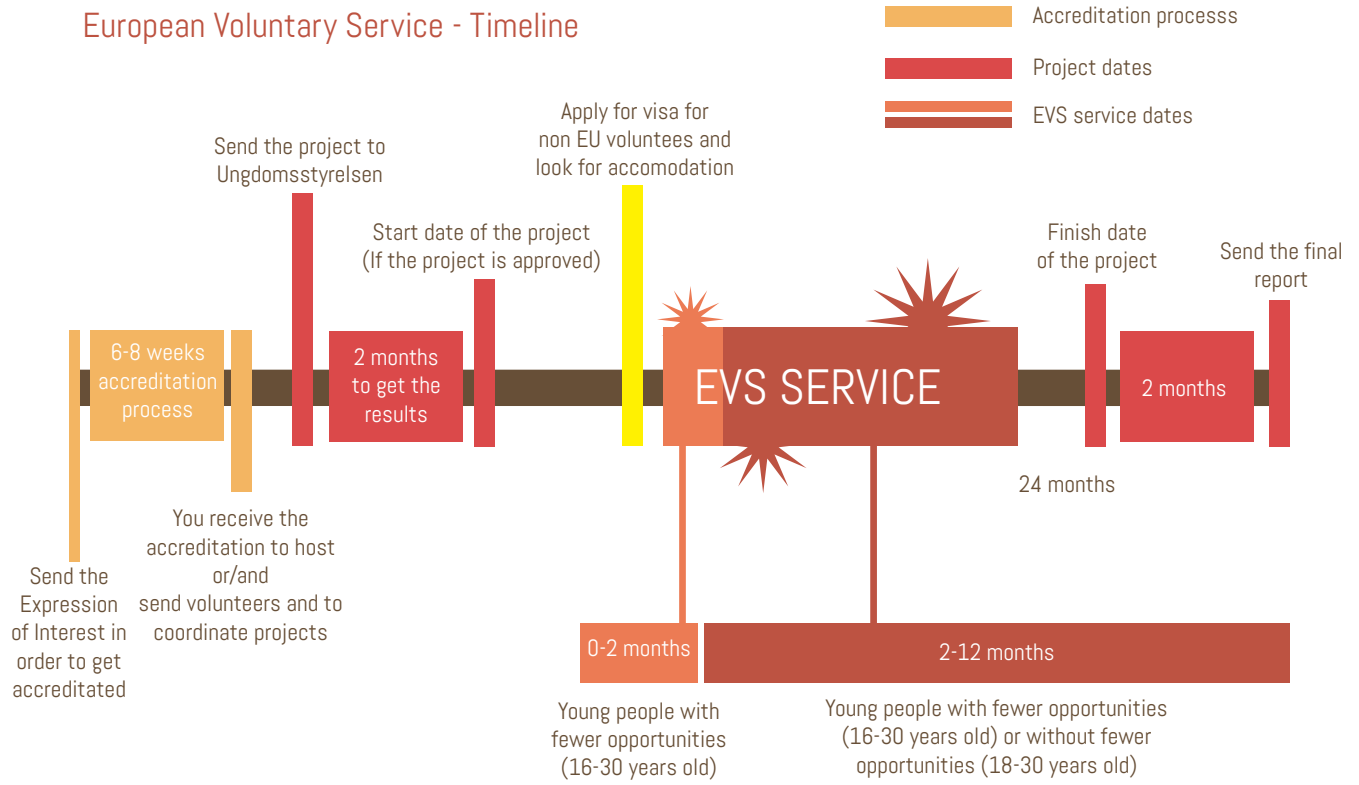 European Voluntary Service - Timeline
Accreditation processs
Project dates
EVS service dates
Send the project to
Ungdomsstyrelsen
Apply for visa for
non EU voluntees and
look for accomodation
Start date of the project
(If the project is approved)
Finish date
of the project
Send the final
report
6-8 weeks
accreditation
process
2 months
to get the
results
EVS SERVICE
2 months
24 months
You receive the
accreditation to host
or/and
send volunteers and to
coordinate projects
Send the
Expression
of Interest in
order to get
accreditated
0-2 months
2-12 months
Young people with
fewer opportunities
(16-30 years old)
Young people with fewer opportunities
(16-30 years old) or without fewer
opportunities (18-30 years old)